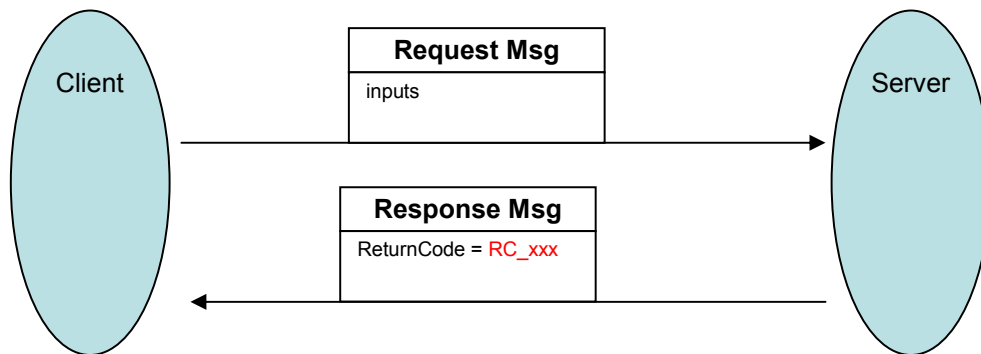 Client
Request Msg
inputs
Server
Response Msg
ReturnCode = RC_xxx